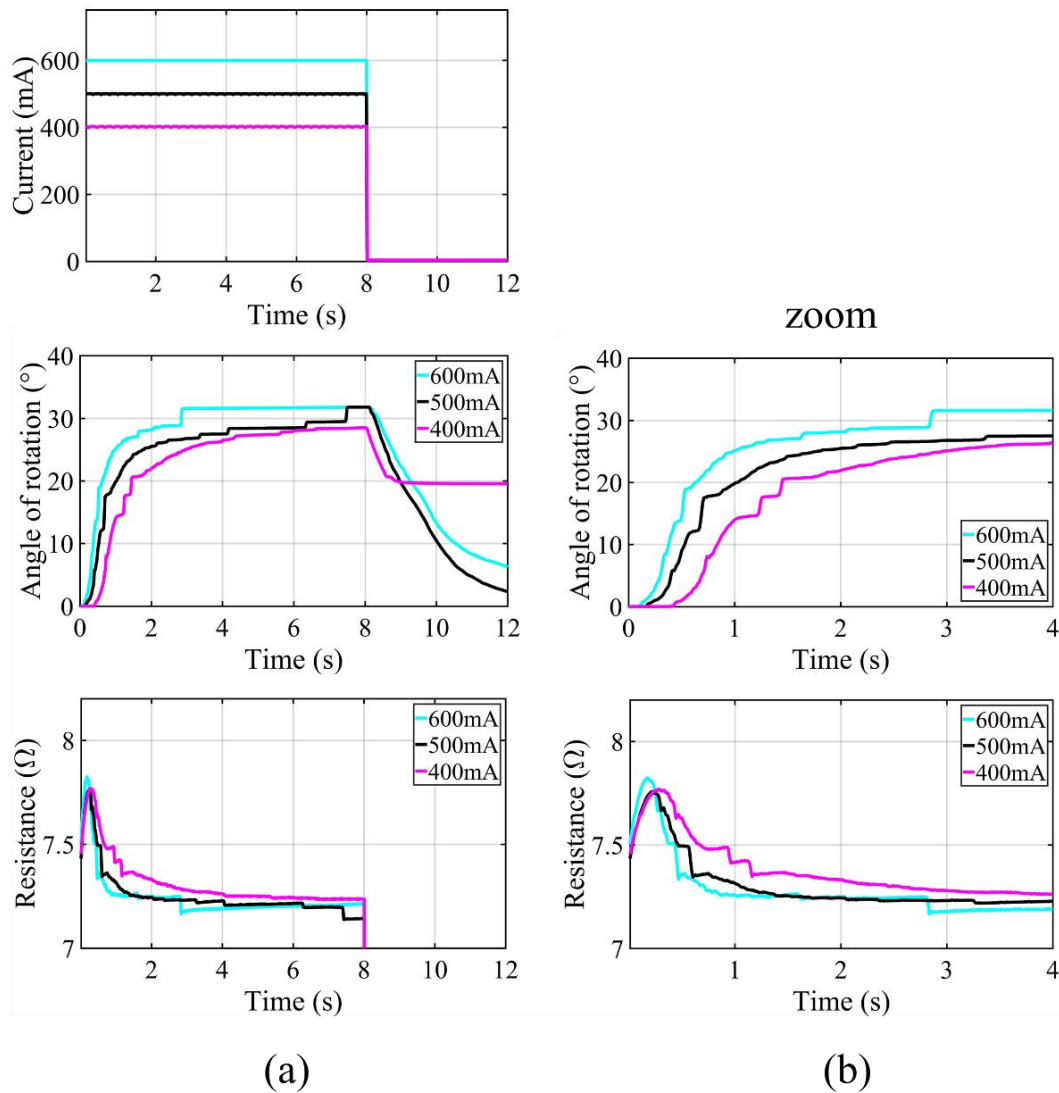 Current (mA)
600
400
200
0
2 4 6 8 10 12
Time (s)
zoom
Angle of rotation (°)
40
30
20
10
0
600mA
500mA
400mA
0 2 4 6 8 10 12
Time (s)
Angle of rotation (°)
40
30
20
10
0
600mA
500mA
400mA
0 1 2 3 4
Time (s)
Resistance (Ω)
8
7.5
7
600mA
500mA
400mA
2 4 6 8 10 12
Time (s)
Resistance (Ω)
8
7.5
7
600mA
500mA
400mA
1 2 3 4
Time (s)
(a) (b)